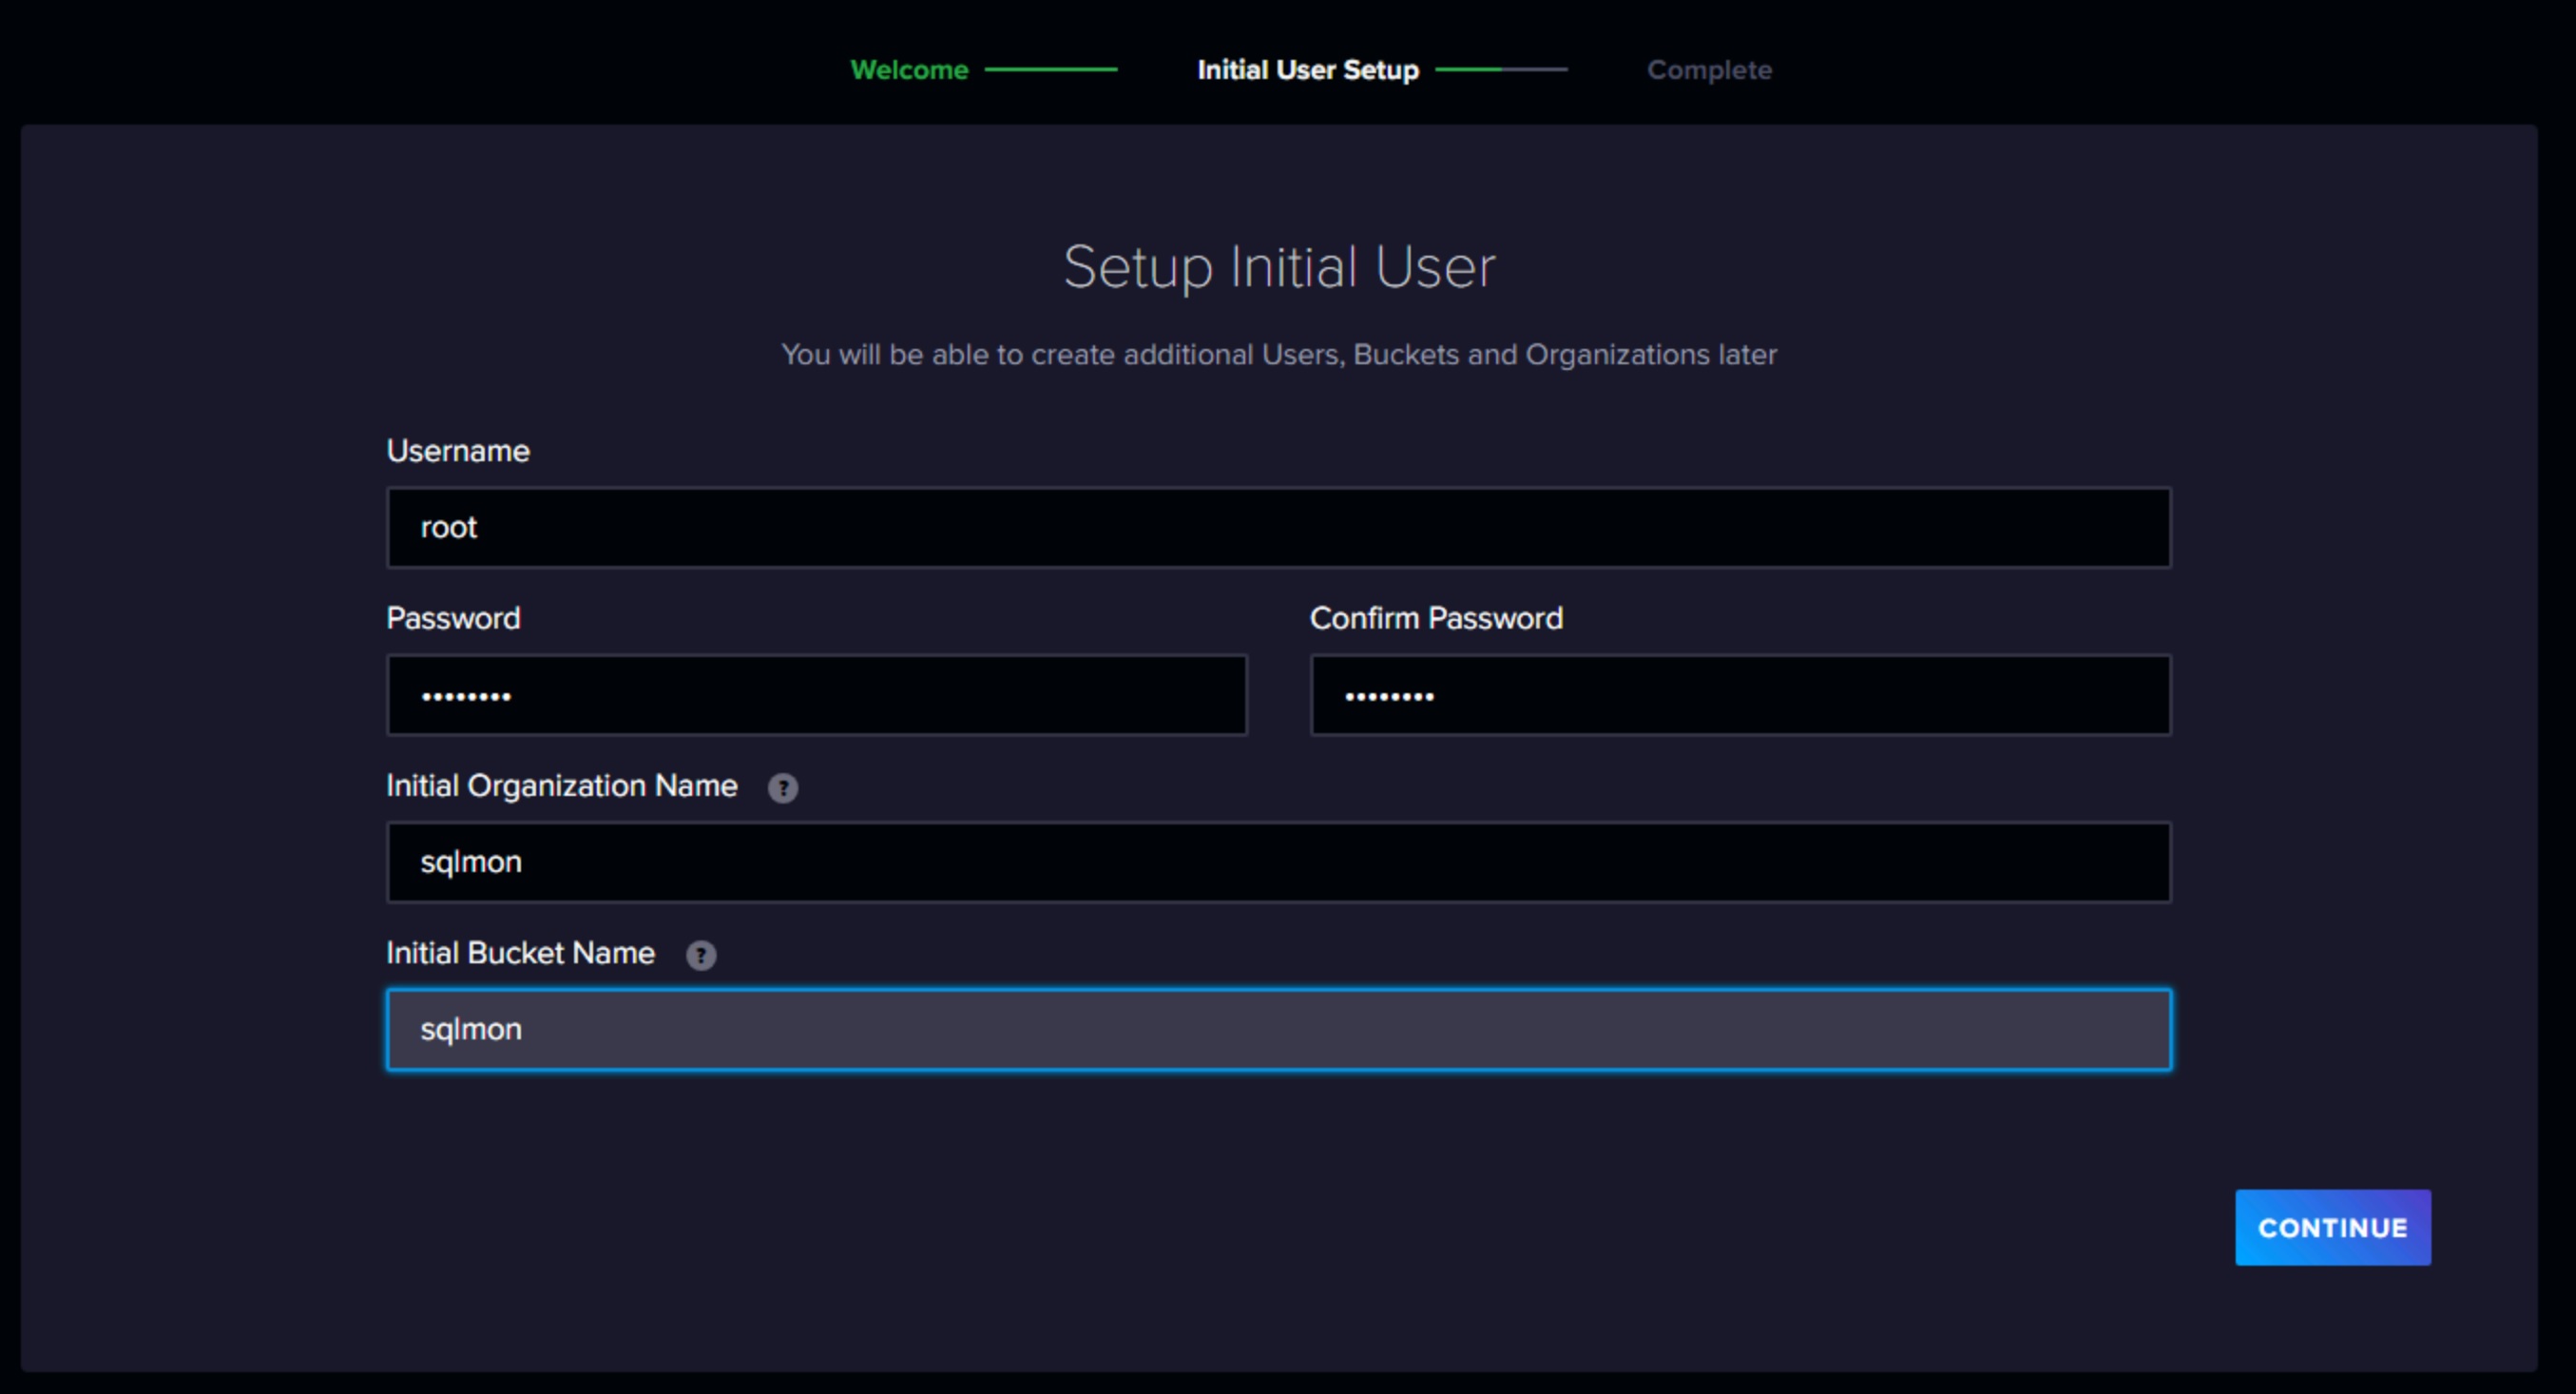 Welcome Initial User Setup Complete
Setup Initial User
You will be able to create additional Users, Buckets and Organizations later
Username
root
Password Confirm Password
•••••••• ••••••••
Initial Organization Name ?
sqlmon
Initial Bucket Name ?
sqlmon
CONTINUE